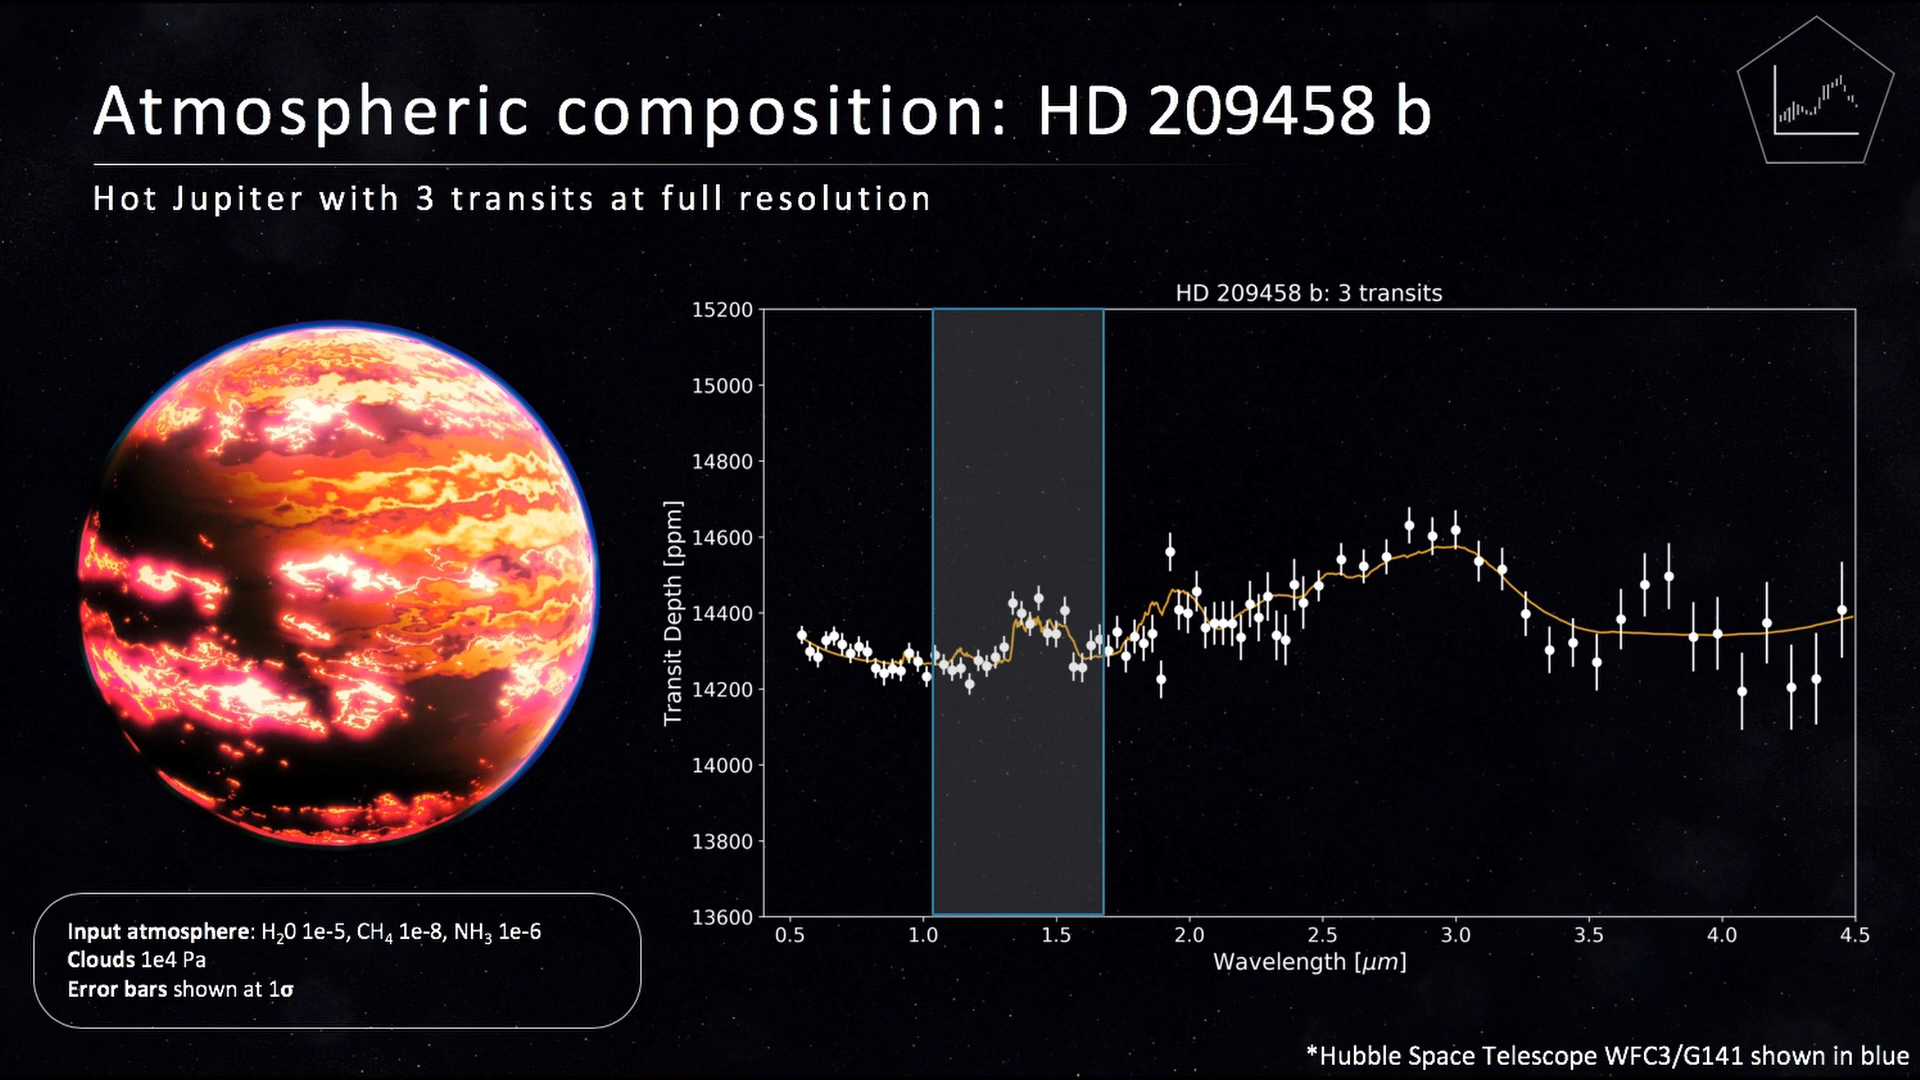 Atmospheric composition: HD 209458 b
Hot Jupiter with 3 transits at full resolution
HD 209458 b: 3 transits
15200
15000
14800
14600
14400
14200
14000
13800
13600
Transit Depth [ppm]
0.5 1.0 1.5 2.0 2.5 3.0 3.5 4.0 4.5
Wavelength [μm]
Input atmosphere: H₂0 1e-5, CH₄ 1e-8, NH₃ 1e-6
Clouds 1e4 Pa
Error bars shown at 1σ
*Hubble Space Telescope WFC3/G141 shown in blue